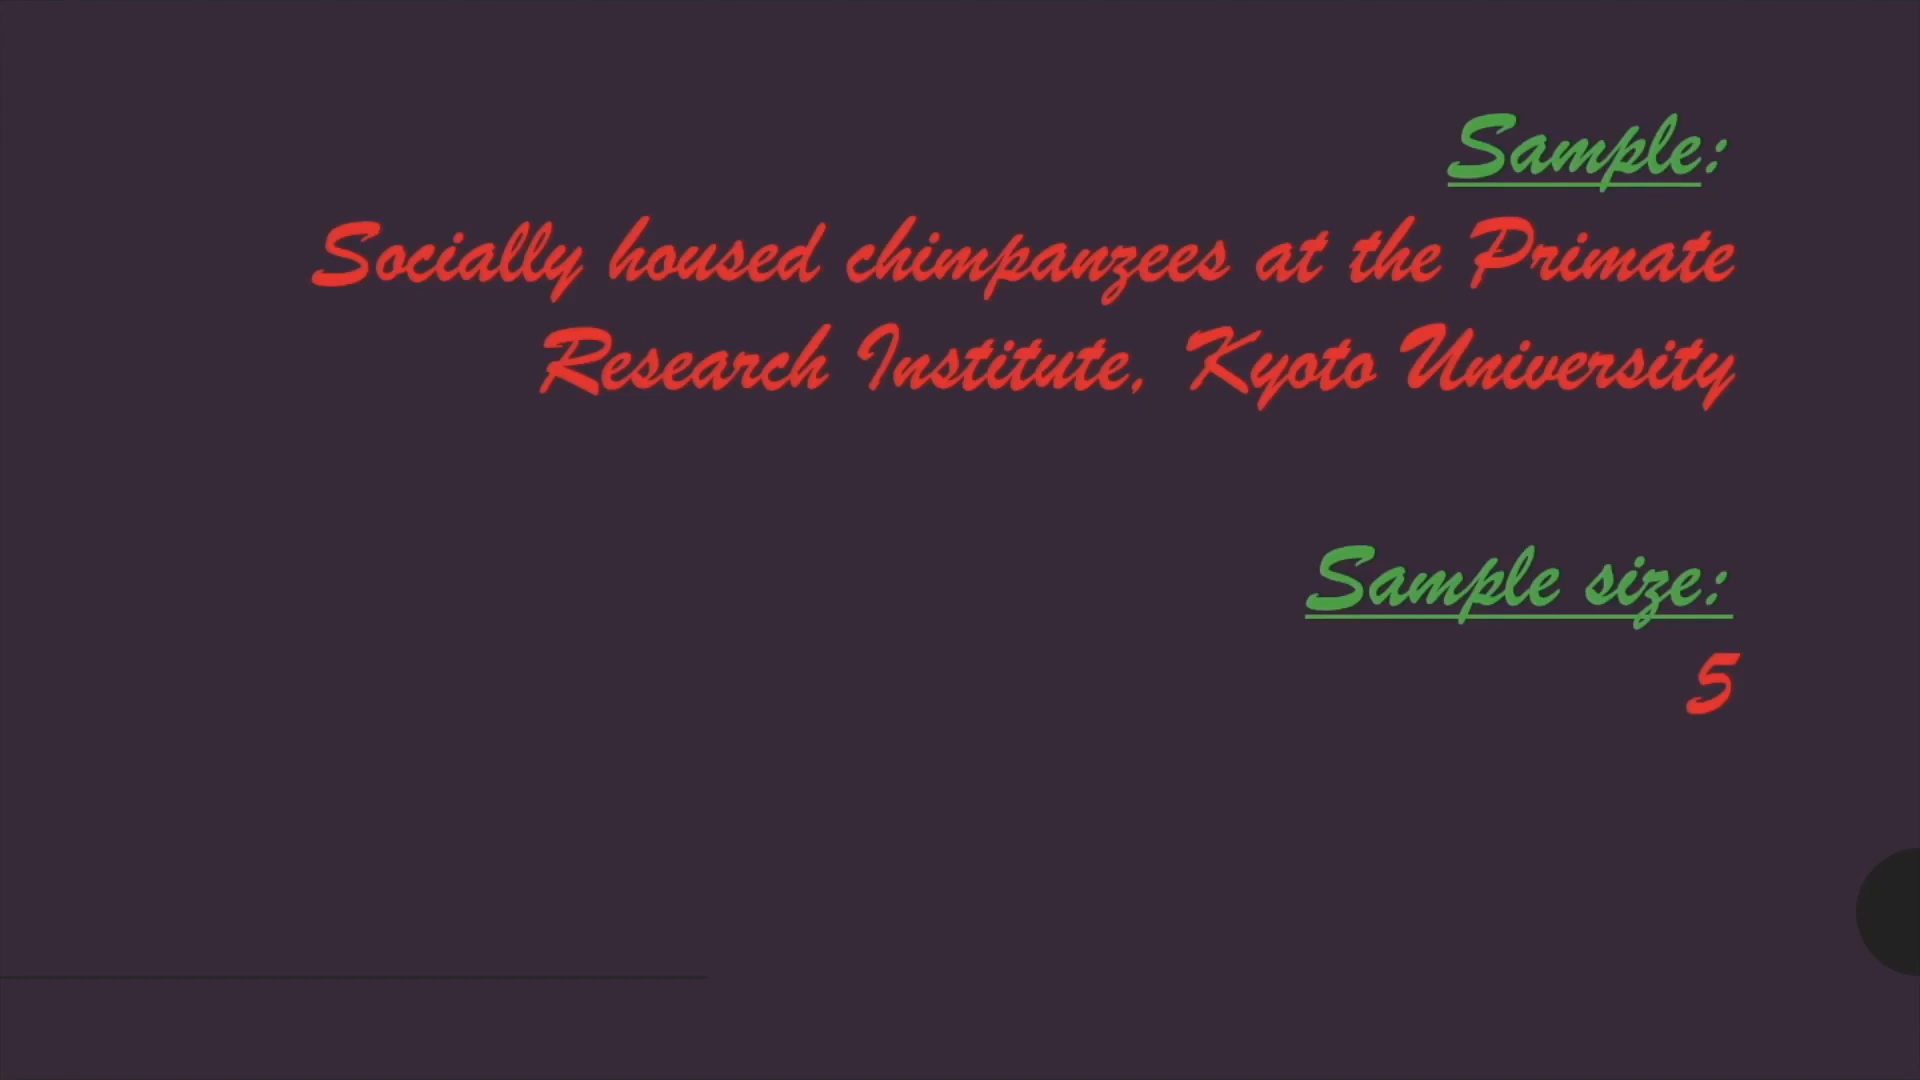 Sample:
Socially housed chimpanzees at the Primate
Research Institute, Kyoto University
Sample size:
5